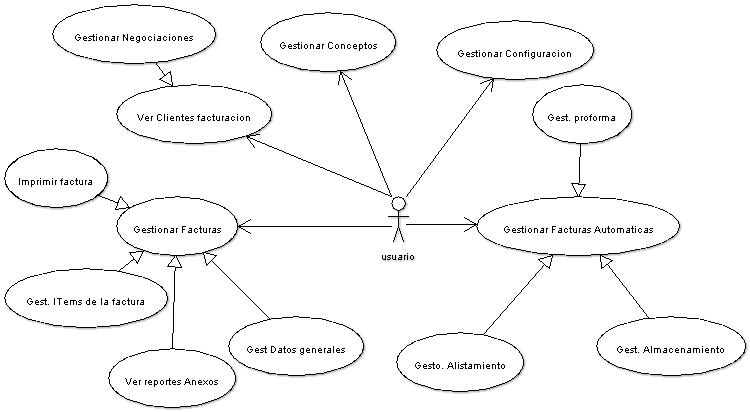 Gestionar Negociaciones
Gestionar Conceptos
Gestionar Configuracion
Ver Clientes facturacion
Gest. proforma
Imprimir factura
Gestionar Facturas
usuario
Gestionar Facturas Automaticas
Gest. ITems de la factura
Gest Datos generales
Gesto. Alistamiento
Gest. Almacenamiento
Ver reportes Anexos